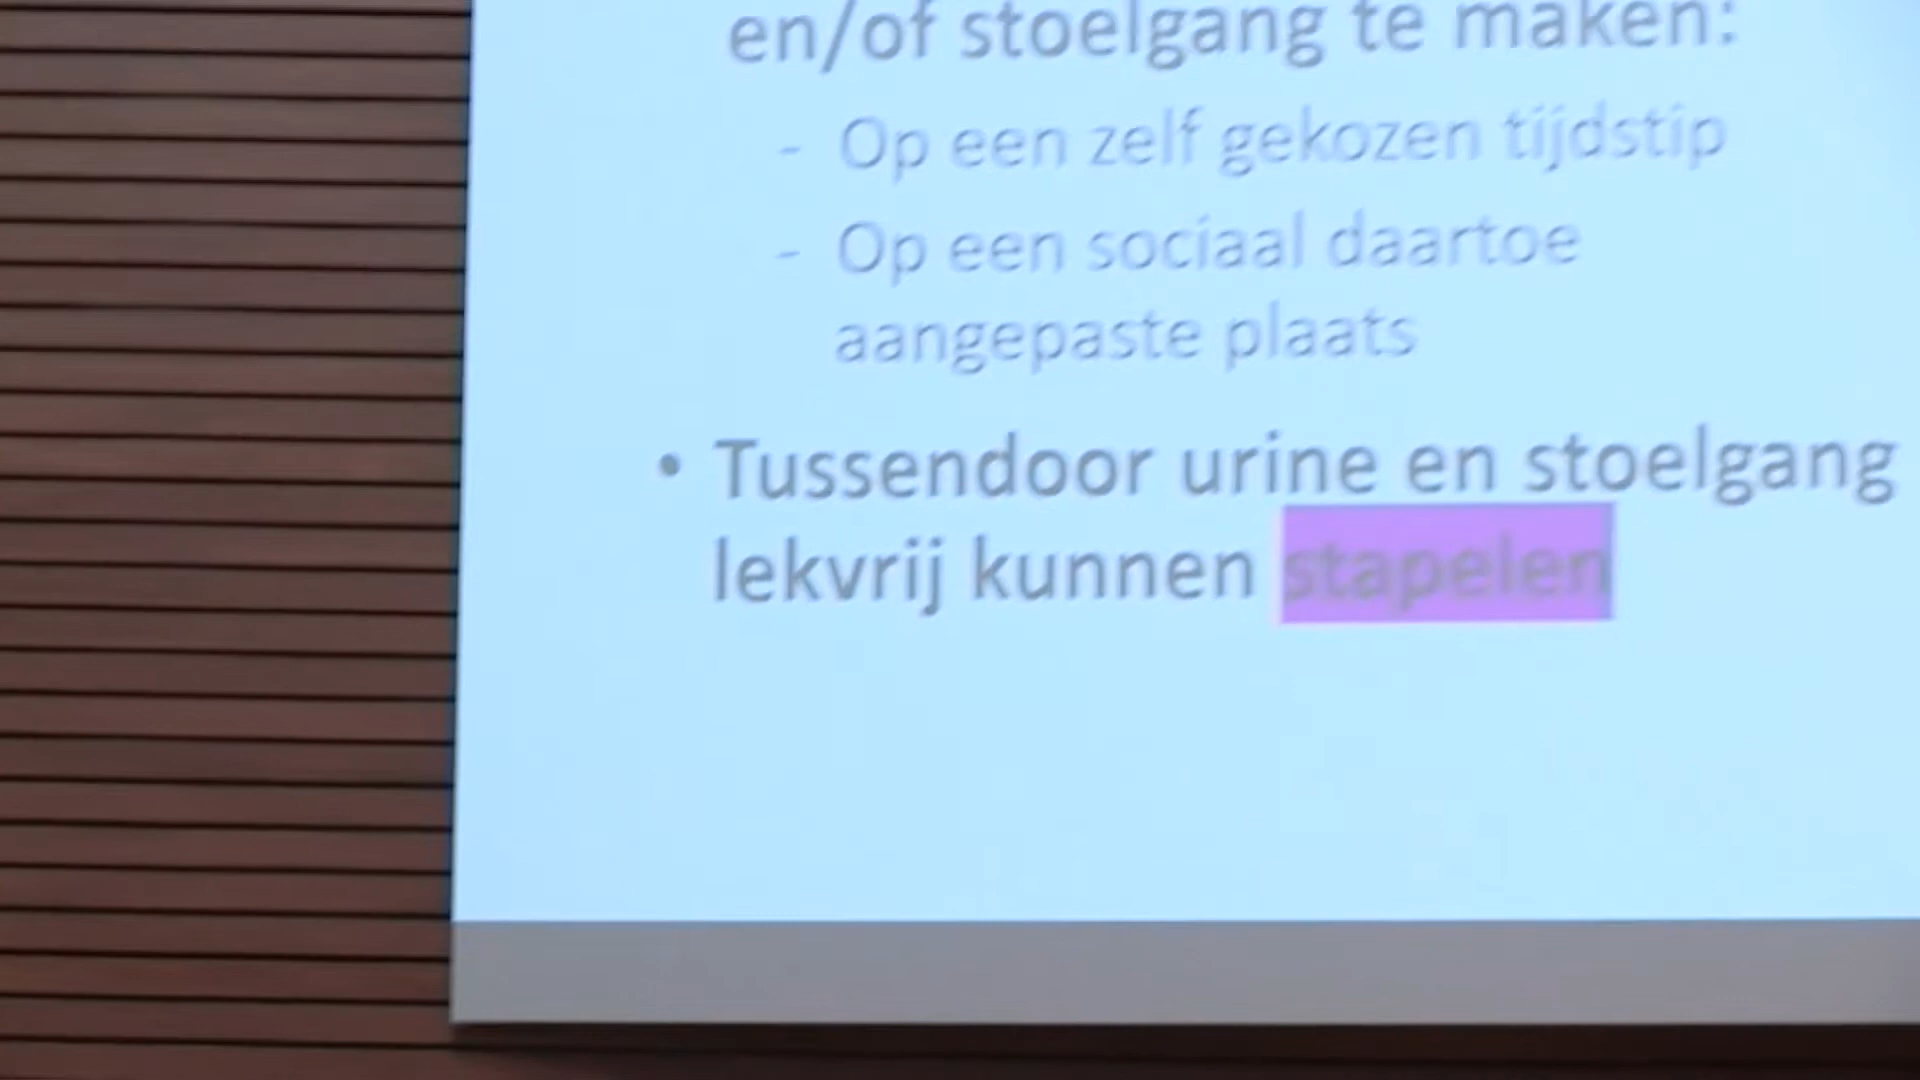 en/of stoelgang te maken:
- Op een zelf gekozen tijdstip
- Op een sociaal daartoe
aangepaste plaats
• Tussendoor urine en stoelgang
lekvrij kunnen stapelen